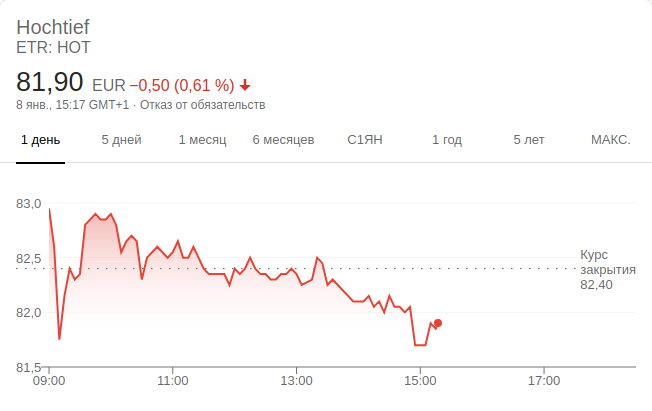 Hochtief
ETR: HOT
81,90 EUR −0,50 (0,61 %)
8 янв., 15:17 GMT+1 · Отказ от обязательств
1 день 5 дней 1 месяц 6 месяцев С1ЯН 1 год 5 лет МАКС.
83,0
82,5
82,0
81,5
Курс
закрытия
82,40
09:00 11:00 13:00 15:00 17:00